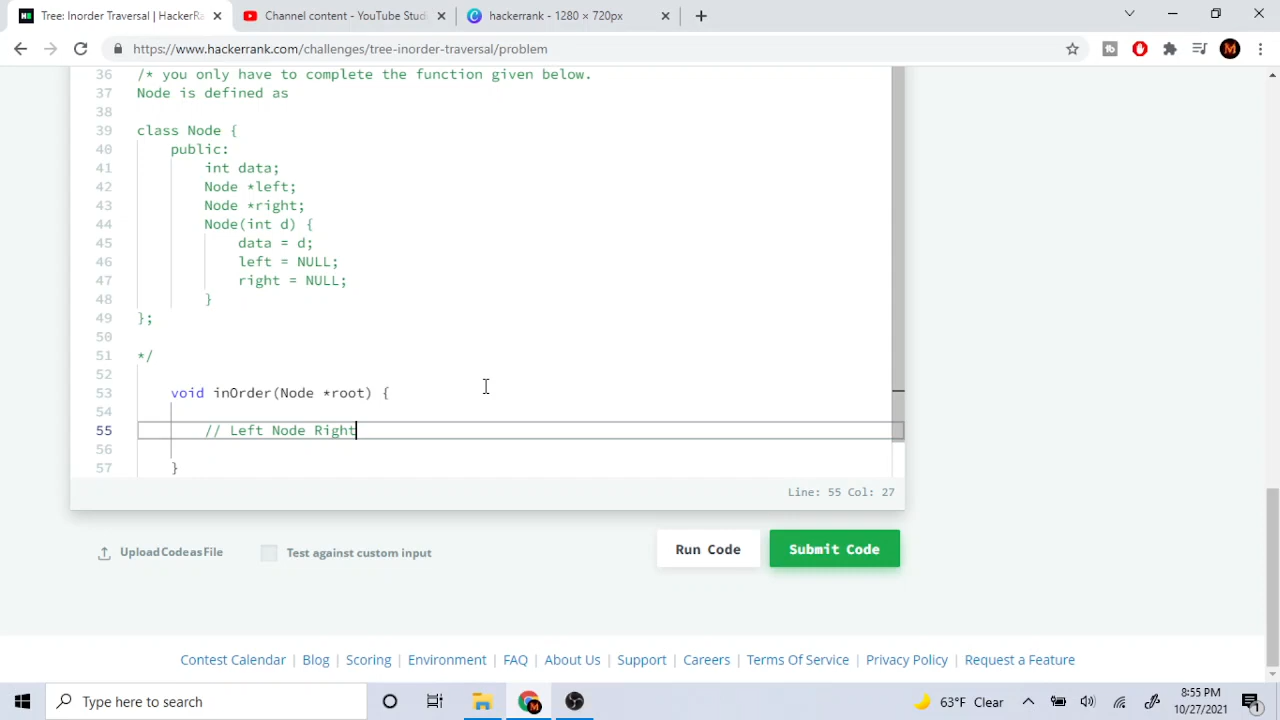 Tree: Inorder Traversal | HackerRa
Channel content - YouTube Studi
hackerrank - 1280 × 720px
https://www.hackerrank.com/challenges/tree-inorder-traversal/problem
36 /* you only have to complete the function given below.
37 Node is defined as
38
39 class Node {
40 public:
41 int data;
42 Node *left;
43 Node *right;
44 Node(int d) {
45 data = d;
46 left = NULL;
47 right = NULL;
48 }
49 };
50
51 */
52
53 void inOrder(Node *root) {
54
55 // Left Node Right
56
57 }
Line: 55 Col: 27
Upload Code as File
Test against custom input
Run Code
Submit Code
Contest Calendar | Blog | Scoring | Environment | FAQ | About Us | Support | Careers | Terms Of Service | Privacy Policy | Request a Feature
Type here to search
63°F Clear
8:55 PM
10/27/2021
1